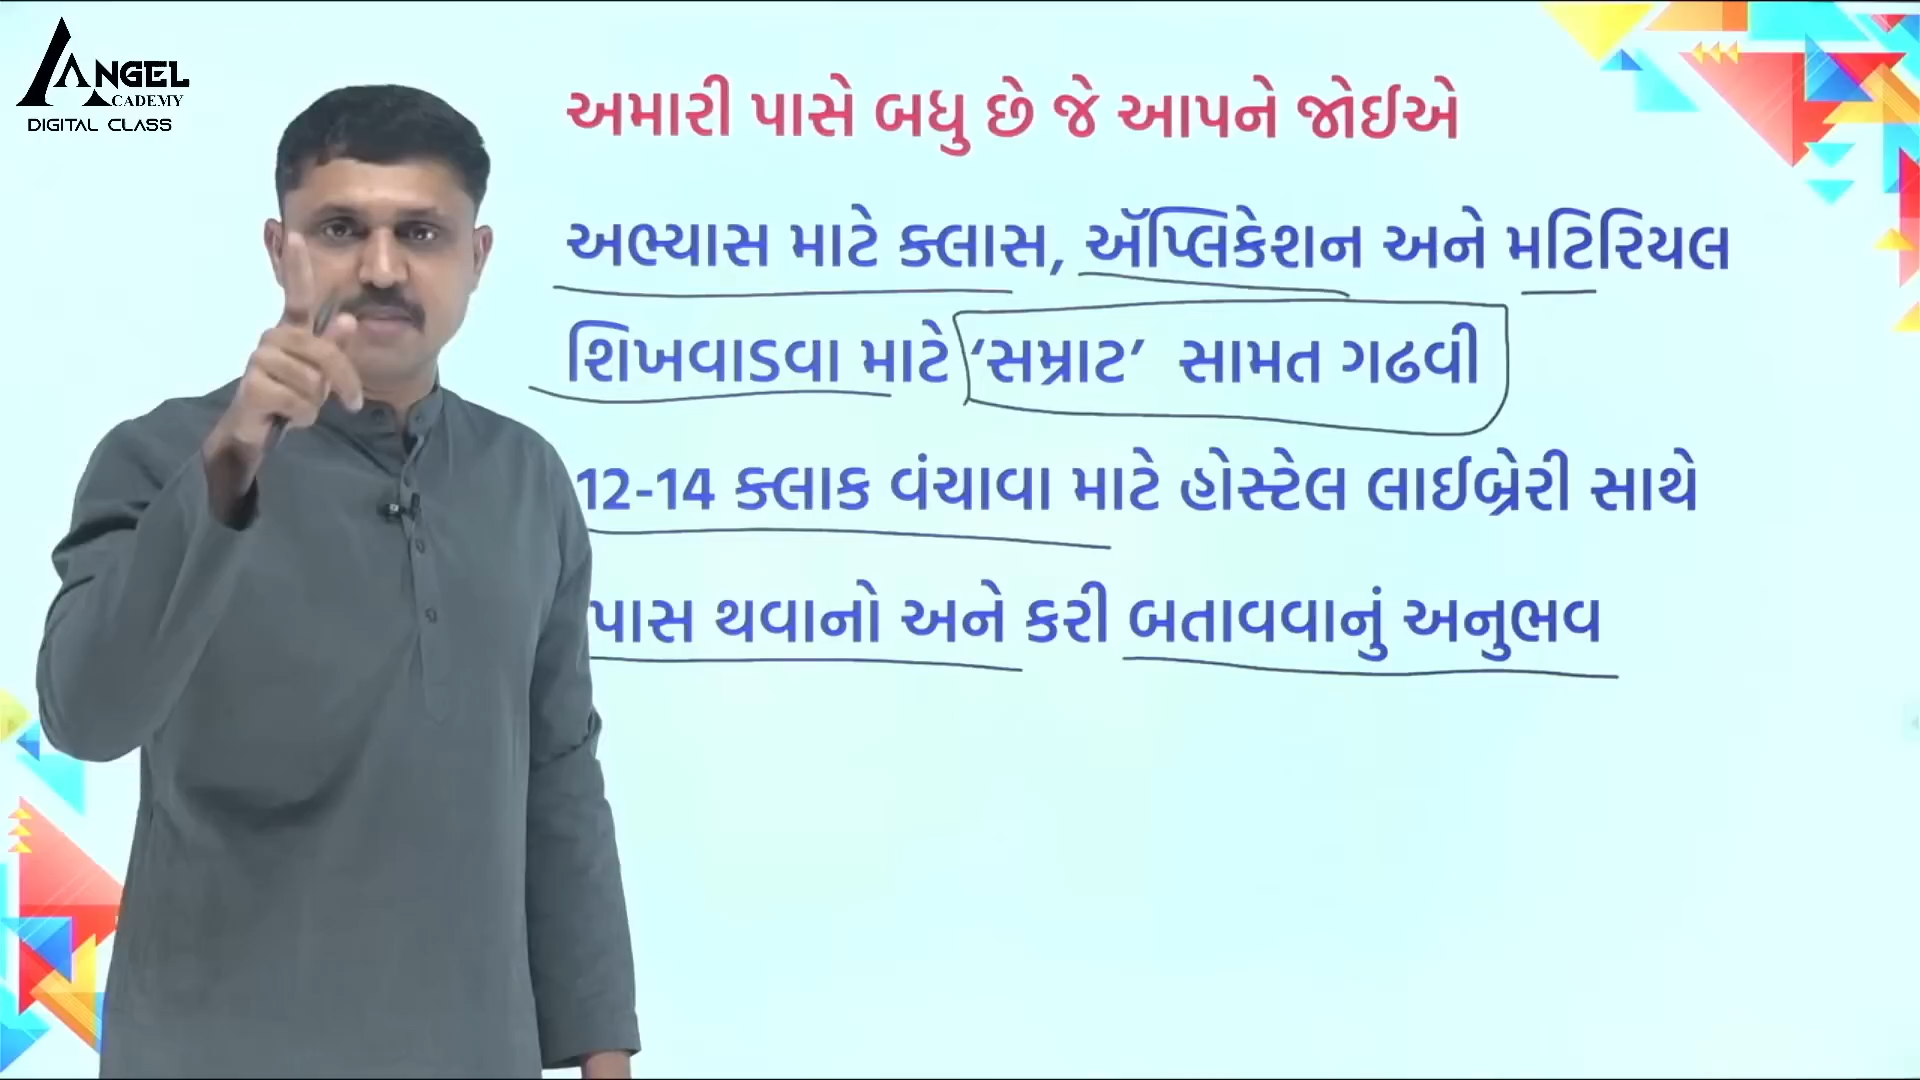 ANGEL
ACADEMY
DIGITAL CLASS
અમારી પાસે બધુ છે જે આપને જોઈએ
અભ્યાસ માટે ક્લાસ, ઍપ્લિકેશન અને મટિરિયલ
શિખવાડવા માટે ‘સમ્રાટ’ સામત ગઢવી
12-14 ક્લાક વંચાવા માટે હોસ્ટેલ લાઈબ્રેરી સાથે
પાસ થવાનો અને કરી બતાવવાનું અનુભવ